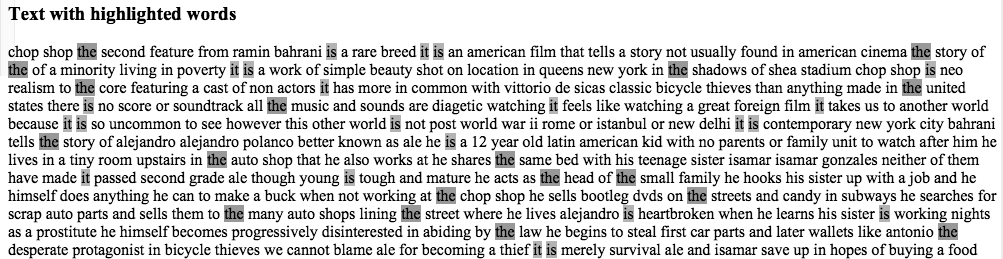 Text with highlighted words
chop shop the second feature from ramin bahrani is a rare breed it is an american film that tells a story not usually found in american cinema the story of
the of a minority living in poverty it is a work of simple beauty shot on location in queens new york in the shadows of shea stadium chop shop is neo
realism to the core featuring a cast of non actors it has more in common with vittorio de sicas classic bicycle thieves than anything made in the united
states there is no score or soundtrack all the music and sounds are diagetic watching it feels like watching a great foreign film it takes us to another world
because it is so uncommon to see however this other world is not post world war ii rome or istanbul or new delhi it is contemporary new york city bahrani
tells the story of alejandro alejandro polanco better known as ale he is a 12 year old latin american kid with no parents or family unit to watch after him he
lives in a tiny room upstairs in the auto shop that he also works at he shares the same bed with his teenage sister isamar isamar gonzales neither of them
have made it passed second grade ale though young is tough and mature he acts as the head of the small family he hooks his sister up with a job and he
himself does anything he can to make a buck when not working at the chop shop he sells bootleg dvds on the streets and candy in subways he searches for
scrap auto parts and sells them to the many auto shops lining the street where he lives alejandro is heartbroken when he learns his sister is working nights
as a prostitute he himself becomes progressively disinterested in abiding by the law he begins to steal first car parts and later wallets like antonio the
desperate protagonist in bicycle thieves we cannot blame ale for becoming a thief it is merely survival ale and isamar save up in hopes of buying a food